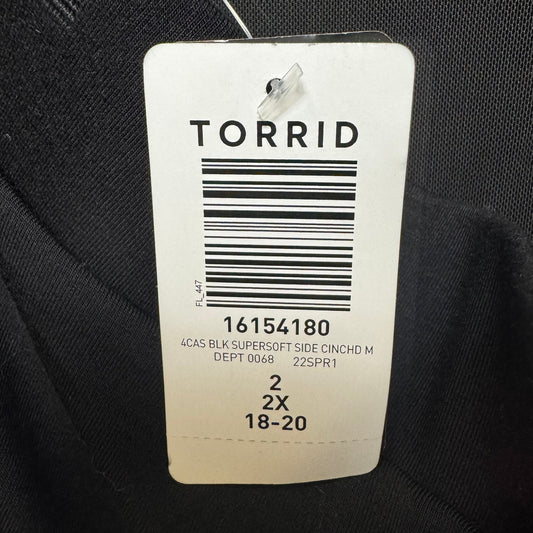 TORRID
FL_447
16154180
4CAS BLK SUPERSOFT SIDE CINCHD M
DEPT 0068 22SPR1
2
2X
18-20